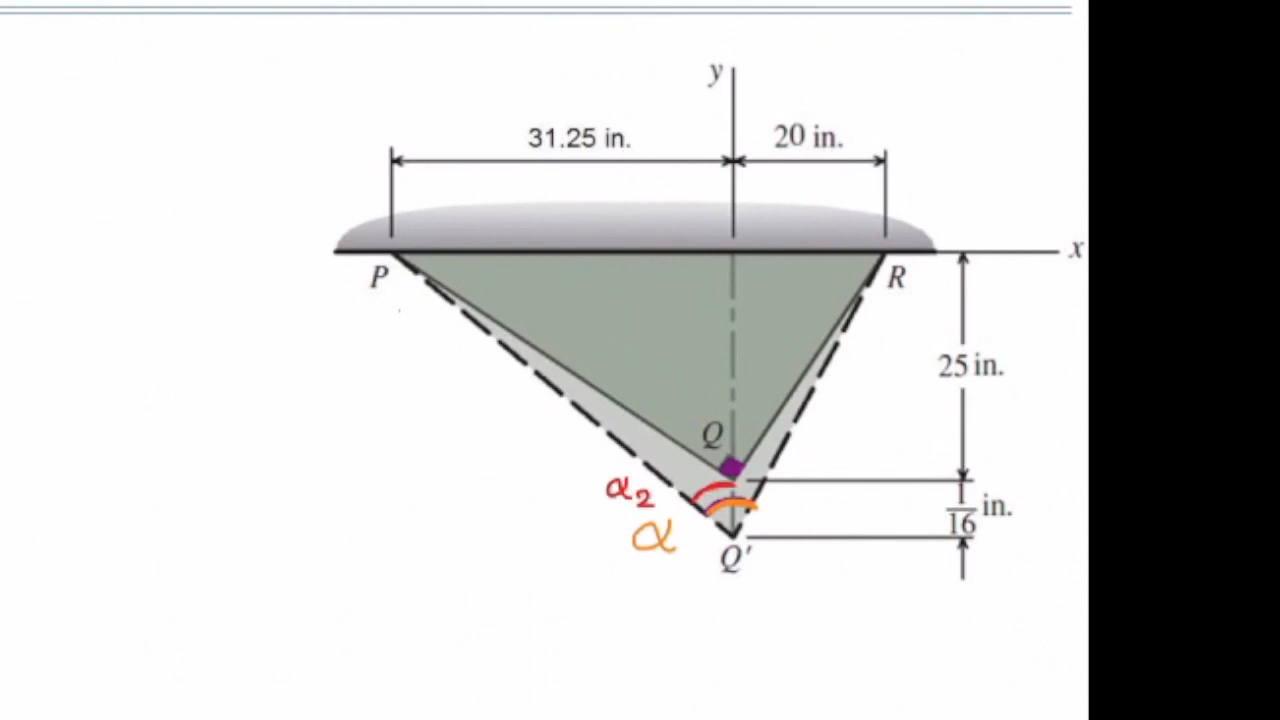 y
31.25 in.
20 in.
x
P
R
25 in.
Q
α2
1/16 in.
α
Q′